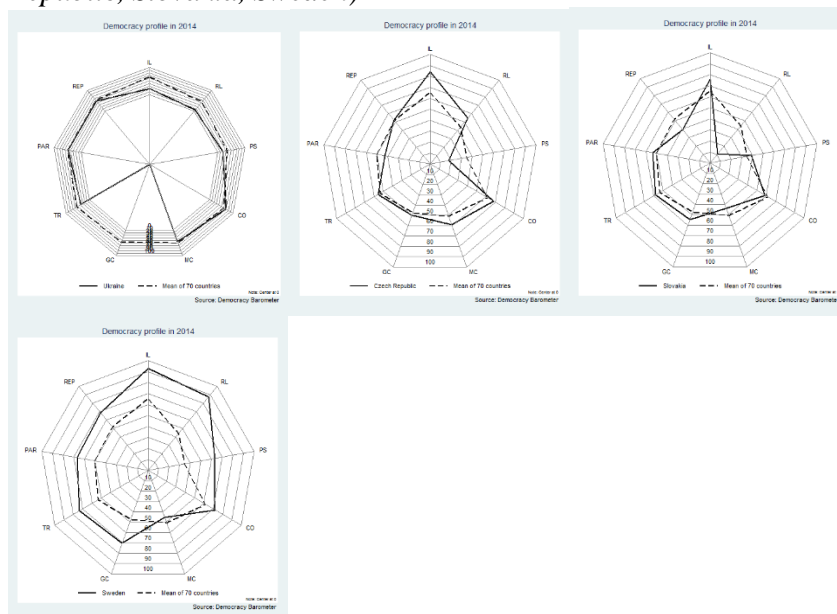 Republic, Slovakia, Sweden)
Democracy profile in 2014
IL
REP
RL
PAR
PS
TR
CO
GC
MC
Ukraine
Mean of 70 countries
Source: Democracy Barometer
Democracy profile in 2014
IL
REP
RL
PAR
PS
10
20
30
40
50
60
70
80
90
100
TR
CO
GC
MC
Czech Republic
Mean of 70 countries
Source: Democracy Barometer
Democracy profile in 2014
IL
REP
RL
PAR
PS
10
20
30
40
50
60
70
80
90
100
TR
CO
GC
MC
Slovakia
Mean of 70 countries
Source: Democracy Barometer
Democracy profile in 2014
IL
REP
RL
PAR
PS
10
20
30
40
50
60
70
80
90
100
TR
CO
GC
MC
Sweden
Mean of 70 countries
Source: Democracy Barometer